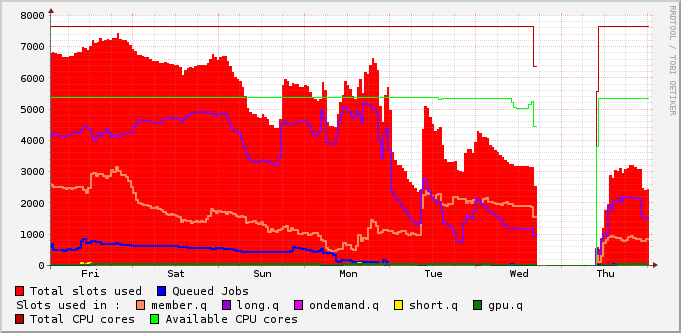 8000
7000
6000
5000
4000
3000
2000
1000
0
Fri Sat Sun Mon Tue Wed Thu
RRDTOOL / TOBI OETIKER
Total slots used Queued Jobs
Slots used in : member.q long.q ondemand.q short.q gpu.q
Total CPU cores Available CPU cores